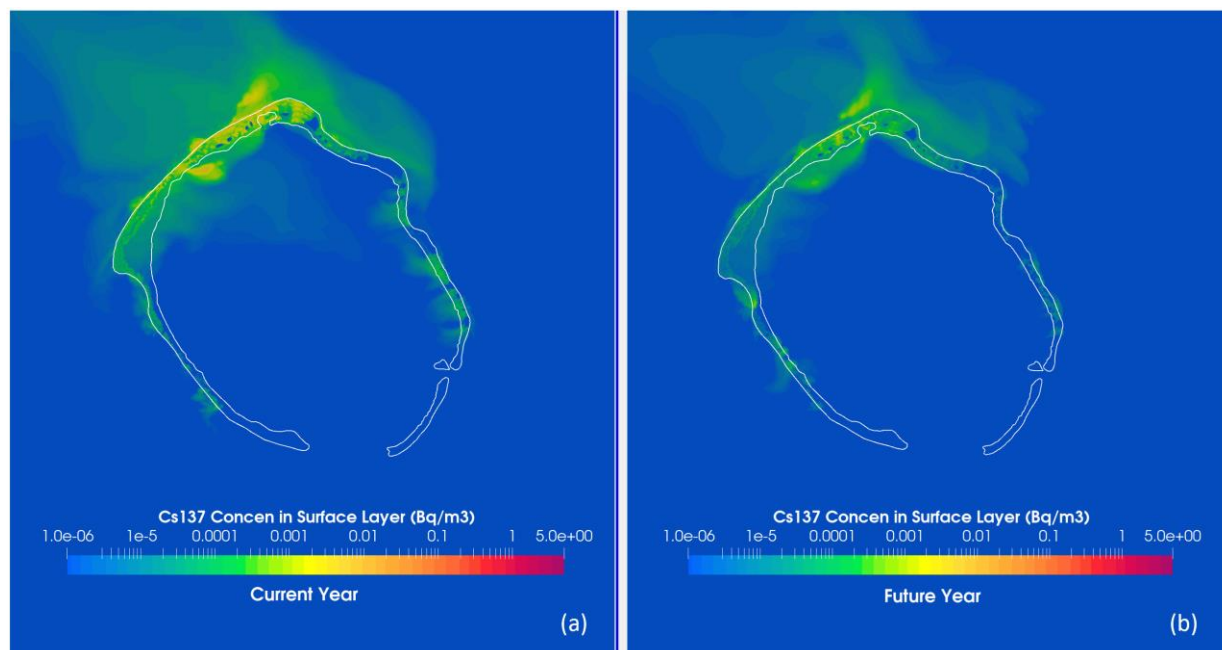 Cs137 Concen in Surface Layer (Bq/m3)
1.0e-06 1e-5 0.0001 0.001 0.01 0.1 1 5.0e+00
Current Year
(a)
Cs137 Concen in Surface Layer (Bq/m3)
1.0e-06 1e-5 0.0001 0.001 0.01 0.1 1 5.0e+00
Future Year
(b)